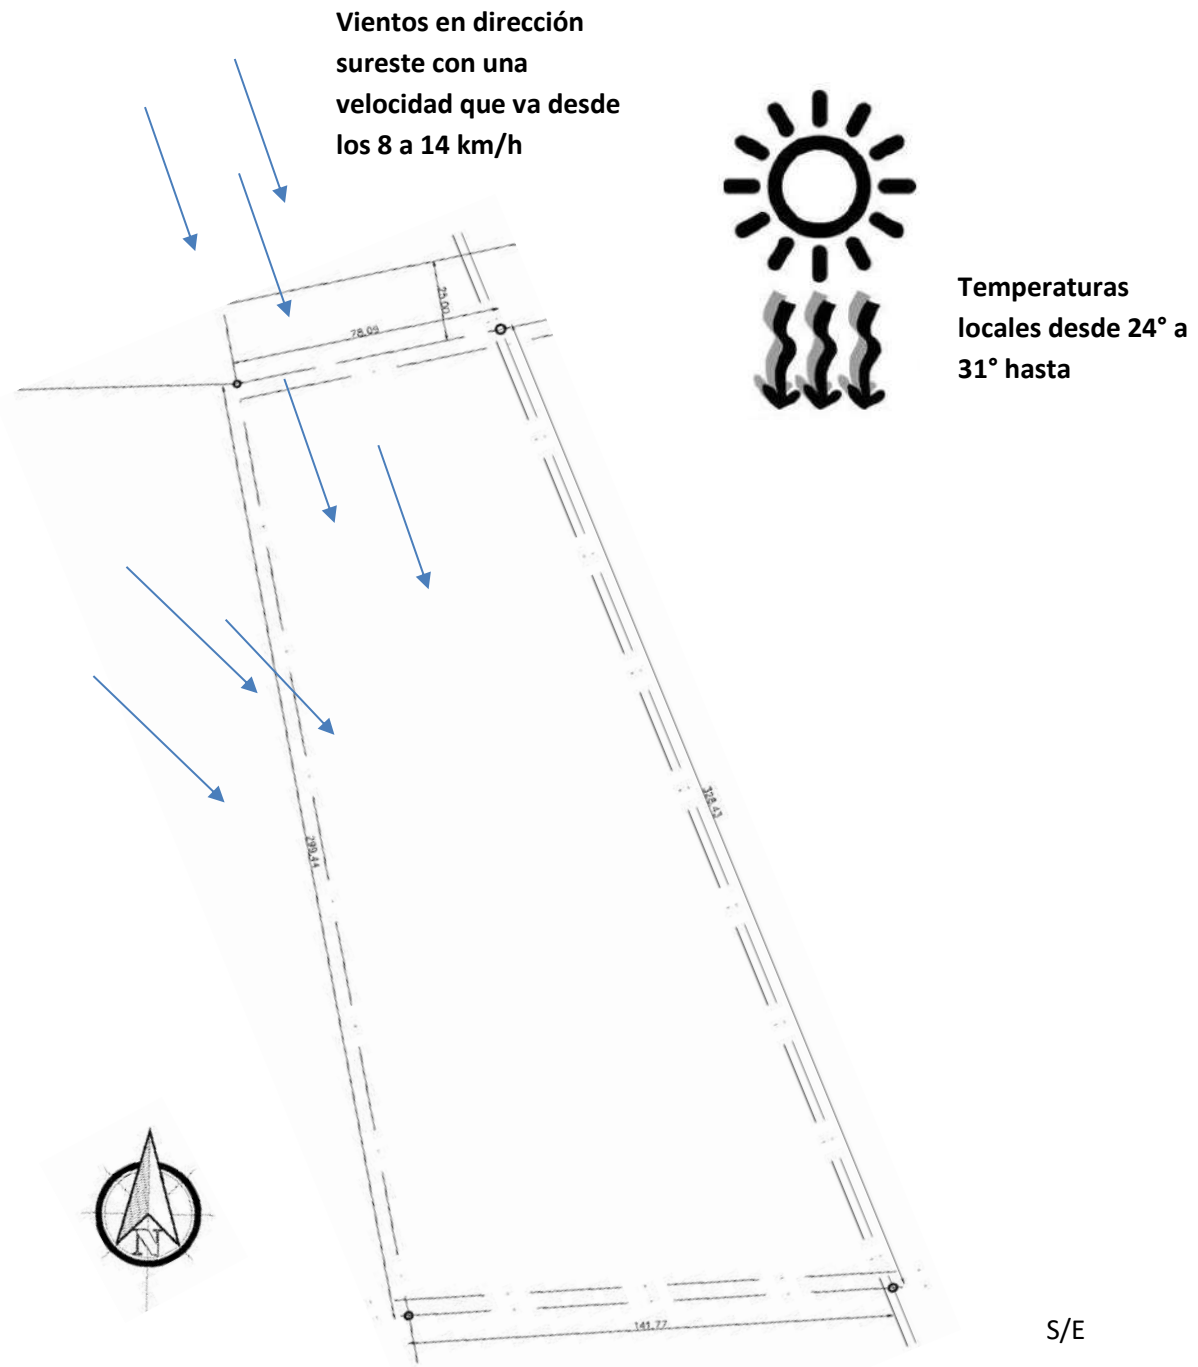 Vientos en dirección
sureste con una
velocidad que va desde
los 8 a 14 km/h
Temperaturas
locales desde 24° a
31° hasta
25.00
78.09
328.43
299.44
N
141.77
S/E